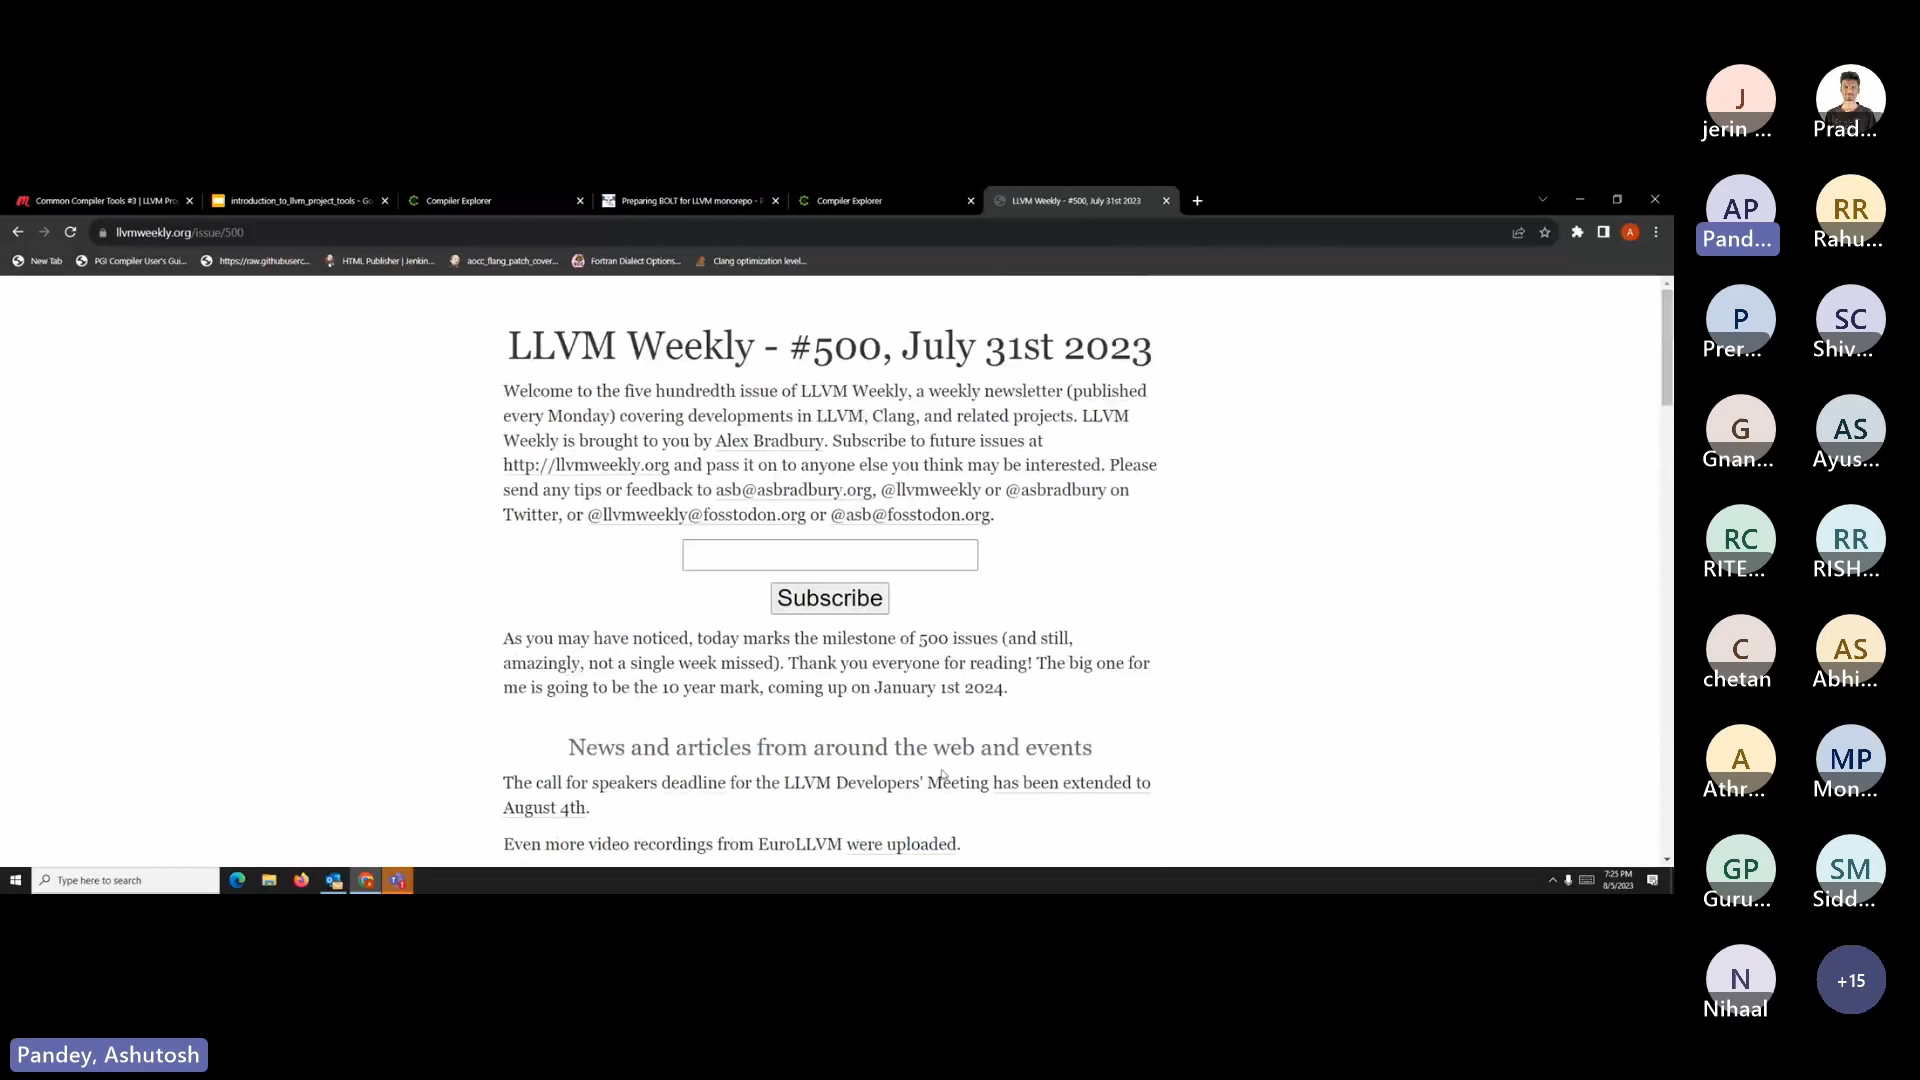 Common Compiler Tools #3 | LLVM Pro
introduction_to_llvm_project_tools - Go
Compiler Explorer
Preparing BOLT for LLVM monorepo - P
Compiler Explorer
LLVM Weekly - #500, July 31st 2023
llvmweekly.org/issue/500
A
New Tab
PGI Compiler User's Gui...
https://raw.githubuserc...
HTML Publisher | Jenkin...
aocc_flang_patch_cover...
Fortran Dialect Options...
Clang optimization level...
LLVM Weekly - #500, July 31st 2023
Welcome to the five hundredth issue of LLVM Weekly, a weekly newsletter (published
every Monday) covering developments in LLVM, Clang, and related projects. LLVM
Weekly is brought to you by Alex Bradbury. Subscribe to future issues at
http://llvmweekly.org and pass it on to anyone else you think may be interested. Please
send any tips or feedback to asb@asbradbury.org, @llvmweekly or @asbradbury on
Twitter, or @llvmweekly@fosstodon.org or @asb@fosstodon.org.
Subscribe
As you may have noticed, today marks the milestone of 500 issues (and still,
amazingly, not a single week missed). Thank you everyone for reading! The big one for
me is going to be the 10 year mark, coming up on January 1st 2024.
News and articles from around the web and events
The call for speakers deadline for the LLVM Developers' Meeting has been extended to
August 4th.
Even more video recordings from EuroLLVM were uploaded.
Type here to search
7:25 PM
8/5/2023
Pandey, Ashutosh
J
jerin ...
Prad...
AP
Pand...
RR
Rahu...
P
Prer...
SC
Shiv...
G
Gnan...
AS
Ayus...
RC
RITE...
RR
RISH...
C
chetan
AS
Abhi...
A
Athr...
MP
Mon...
GP
Guru...
SM
Sidd...
N
Nihaal
+15